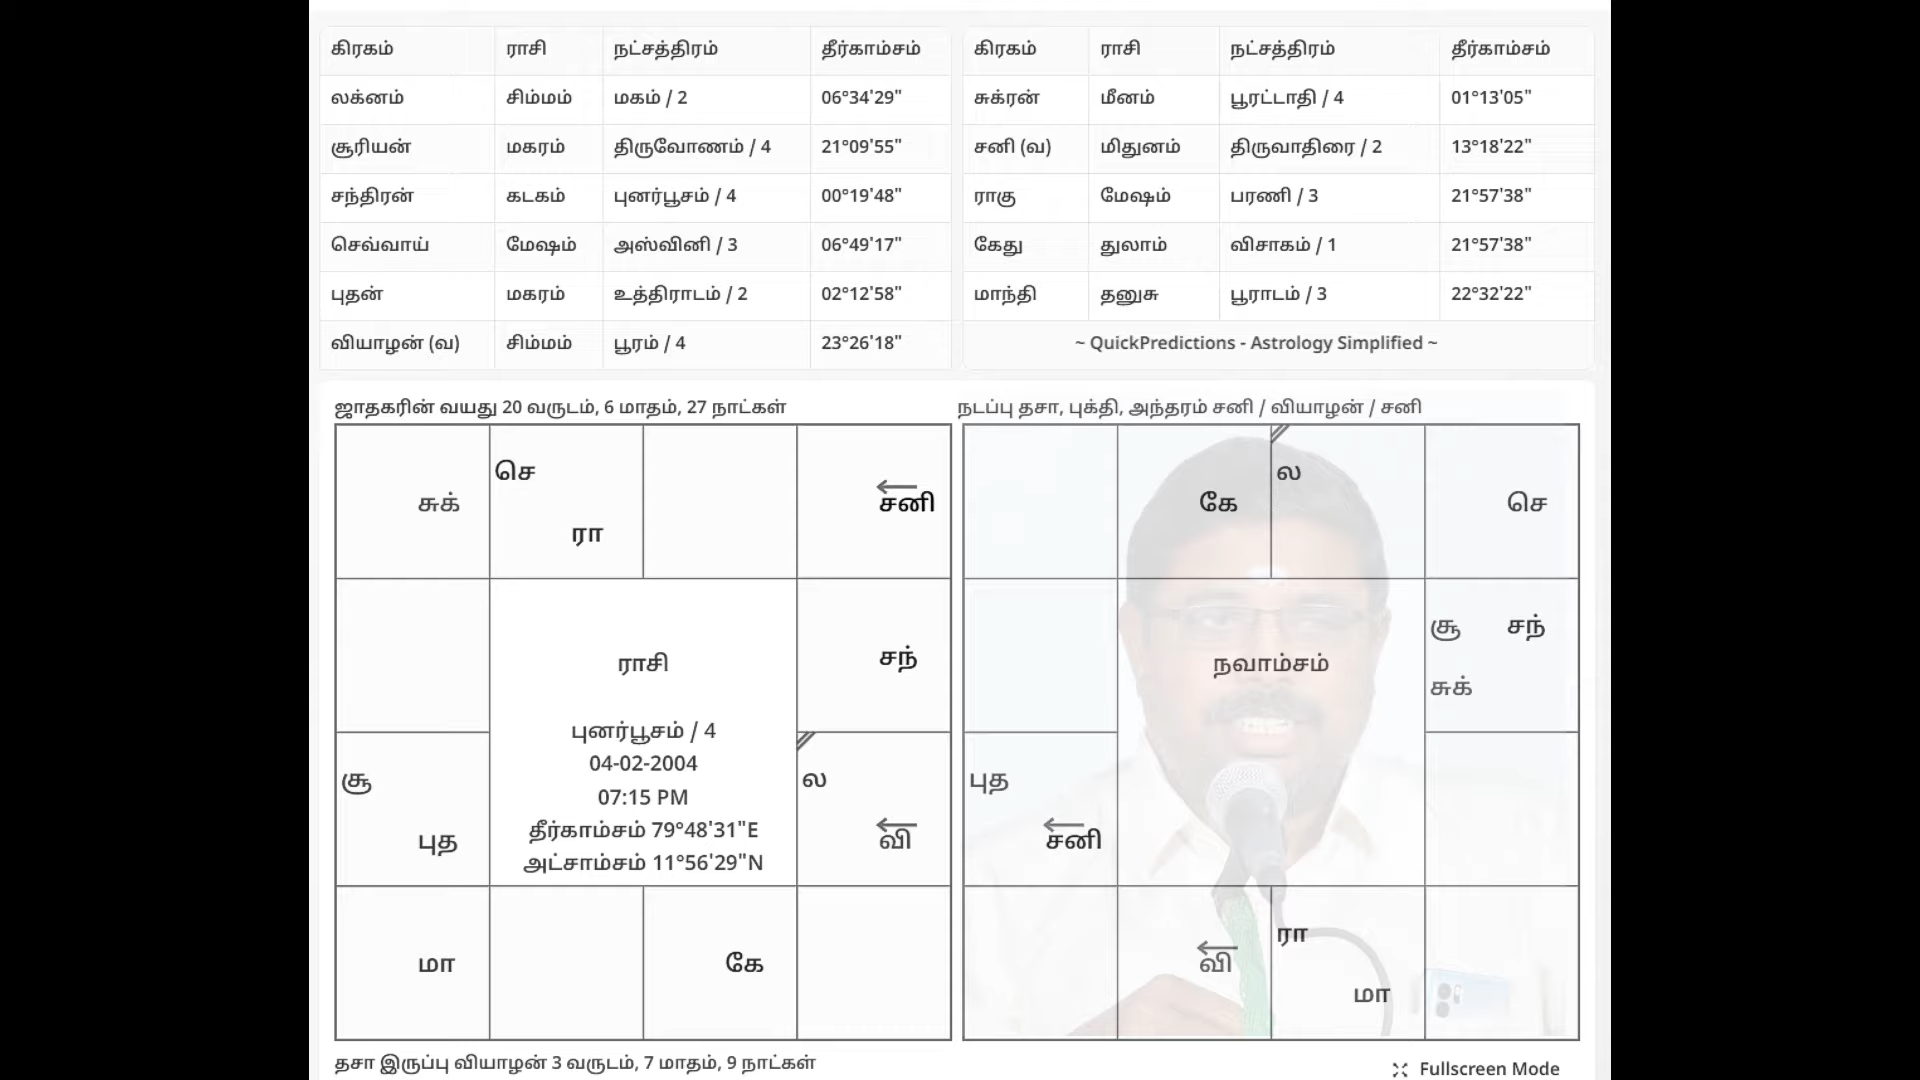 கிரகம் ராசி நட்சத்திரம் தீர்காம்சம்
லக்னம் சிம்மம் மகம் / 2 06°34'29"
சூரியன் மகரம் திருவோணம் / 4 21°09'55"
சந்திரன் கடகம் புனர்பூசம் / 4 00°19'48"
செவ்வாய் மேஷம் அஸ்வினி / 3 06°49'17"
புதன் மகரம் உத்திராடம் / 2 02°12'58"
வியாழன் (வ) சிம்மம் பூரம் / 4 23°26'18"
கிரகம் ராசி நட்சத்திரம் தீர்காம்சம்
சுக்ரன் மீனம் பூரட்டாதி / 4 01°13'05"
சனி (வ) மிதுனம் திருவாதிரை / 2 13°18'22"
ராகு மேஷம் பரணி / 3 21°57'38"
கேது துலாம் விசாகம் / 1 21°57'38"
மாந்தி தனுசு பூராடம் / 3 22°32'22"
~ QuickPredictions - Astrology Simplified ~
ஜாதகரின் வயது 20 வருடம், 6 மாதம், 27 நாட்கள்
செ
சுக்
சனி
ரா
ராசி
சந்
புனர்பூசம் / 4
04-02-2004
07:15 PM
தீர்காம்சம் 79°48'31"E
அட்சாம்சம் 11°56'29"N
சூ
ல
புத
வி
மா
கே
தசா இருப்பு வியாழன் 3 வருடம், 7 மாதம், 9 நாட்கள்
நடப்பு தசா, புக்தி, அந்தரம் சனி / வியாழன் / சனி
ல
கே
செ
சூ சந்
நவாம்சம்
சுக்
புத
சனி
ரா
வி
மா
Fullscreen Mode